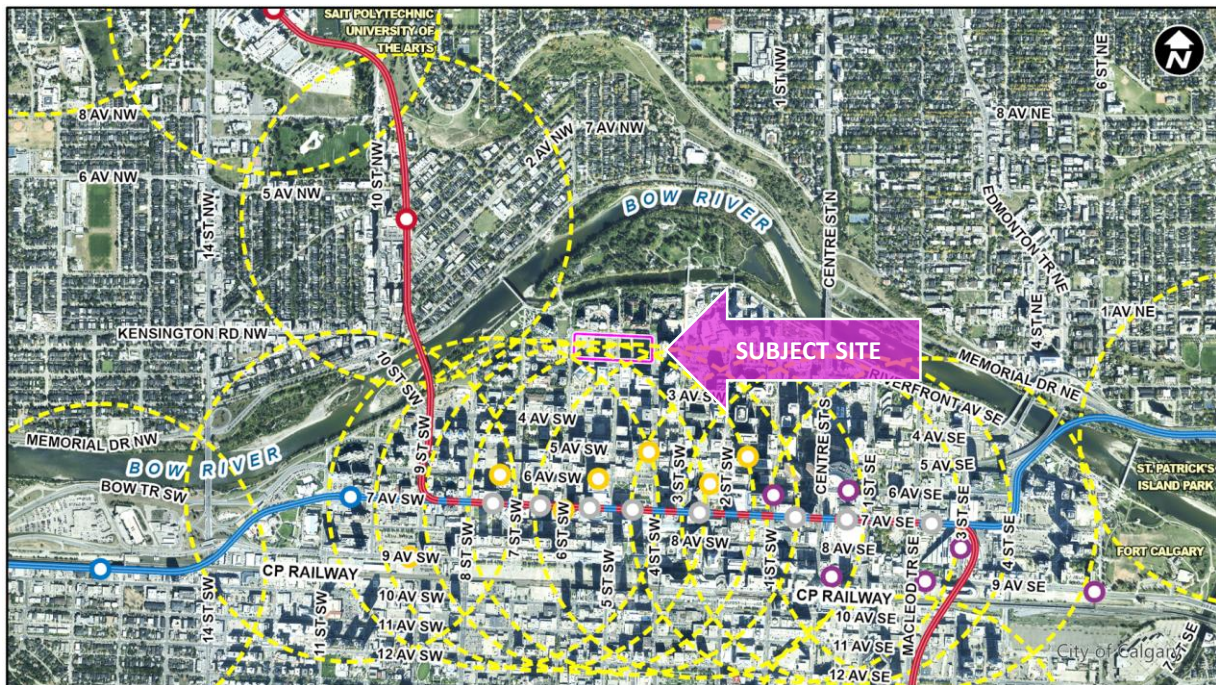 SAIT POLYTECHNIC
UNIVERSITY OF
THE ARTS
N
8 AV NW
6 AV NW
5 AV NW
7 AV NW
2 AV NW
10 ST NW
14 ST NW
1 ST NW
CENTRE ST N
8 AV NE
6 ST NE
EDMONTON TR NE
4 ST NE
1 AV NE
BOW RIVER
KENSINGTON RD NW
SUBJECT SITE
MEMORIAL DR NE
RIVERFRONT AV SE
10 ST SW
9 ST SW
3 AV SW
4 AV SW
5 AV SW
6 AV SW
MEMORIAL DR NW
BOW RIVER
BOW TR SW
7 AV SW
8 ST SW
7 ST SW
6 ST SW
5 ST SW
4 ST SW
3 ST SW
2 ST SW
1 ST SW
CENTRE ST S
1 ST SE
4 AV SE
5 AV SE
6 AV SE
7 AV SE
3 ST SE
4 ST SE
ST. PATRICK'S
ISLAND PARK
FORT CALGARY
8 AV SW
8 AV SE
9 AV SW
9 AV SE
CP RAILWAY
CP RAILWAY
10 AV SW
10 AV SE
11 AV SW
11 AV SE
12 AV SW
12 AV SE
14 ST SW
11 ST SW
MACLEOD TR SE
7 ST SE
City of Calgary